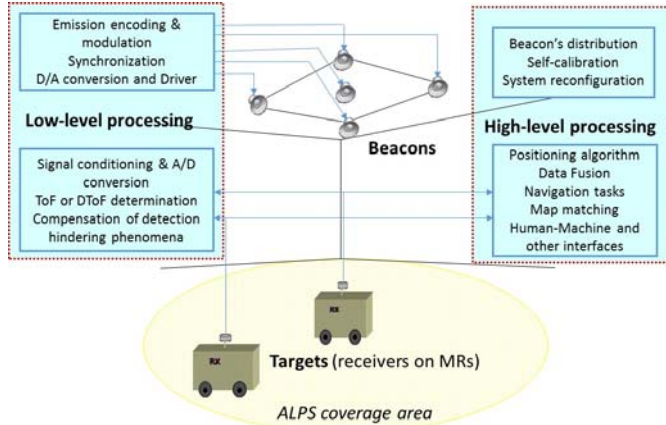 Emission encoding &
modulation
Synchronization
D/A conversion and Driver
Low-level processing
Signal conditioning & A/D
conversion
ToF or DToF determination
Compensation of detection
hindering phenomena
Beacons
Beacon's distribution
Self-calibration
System reconfiguration
High-level processing
Positioning algorithm
Data Fusion
Navigation tasks
Map matching
Human-Machine and
other interfaces
RX
RX
Targets (receivers on MRs)
ALPS coverage area